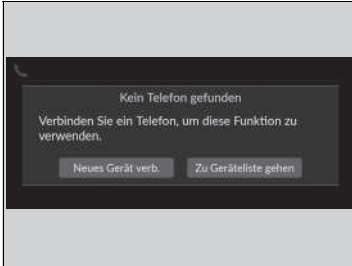 Kein Telefon gefunden
Verbinden Sie ein Telefon, um diese Funktion zu
verwenden.
Neues Gerät verb. Zu Geräteliste gehen